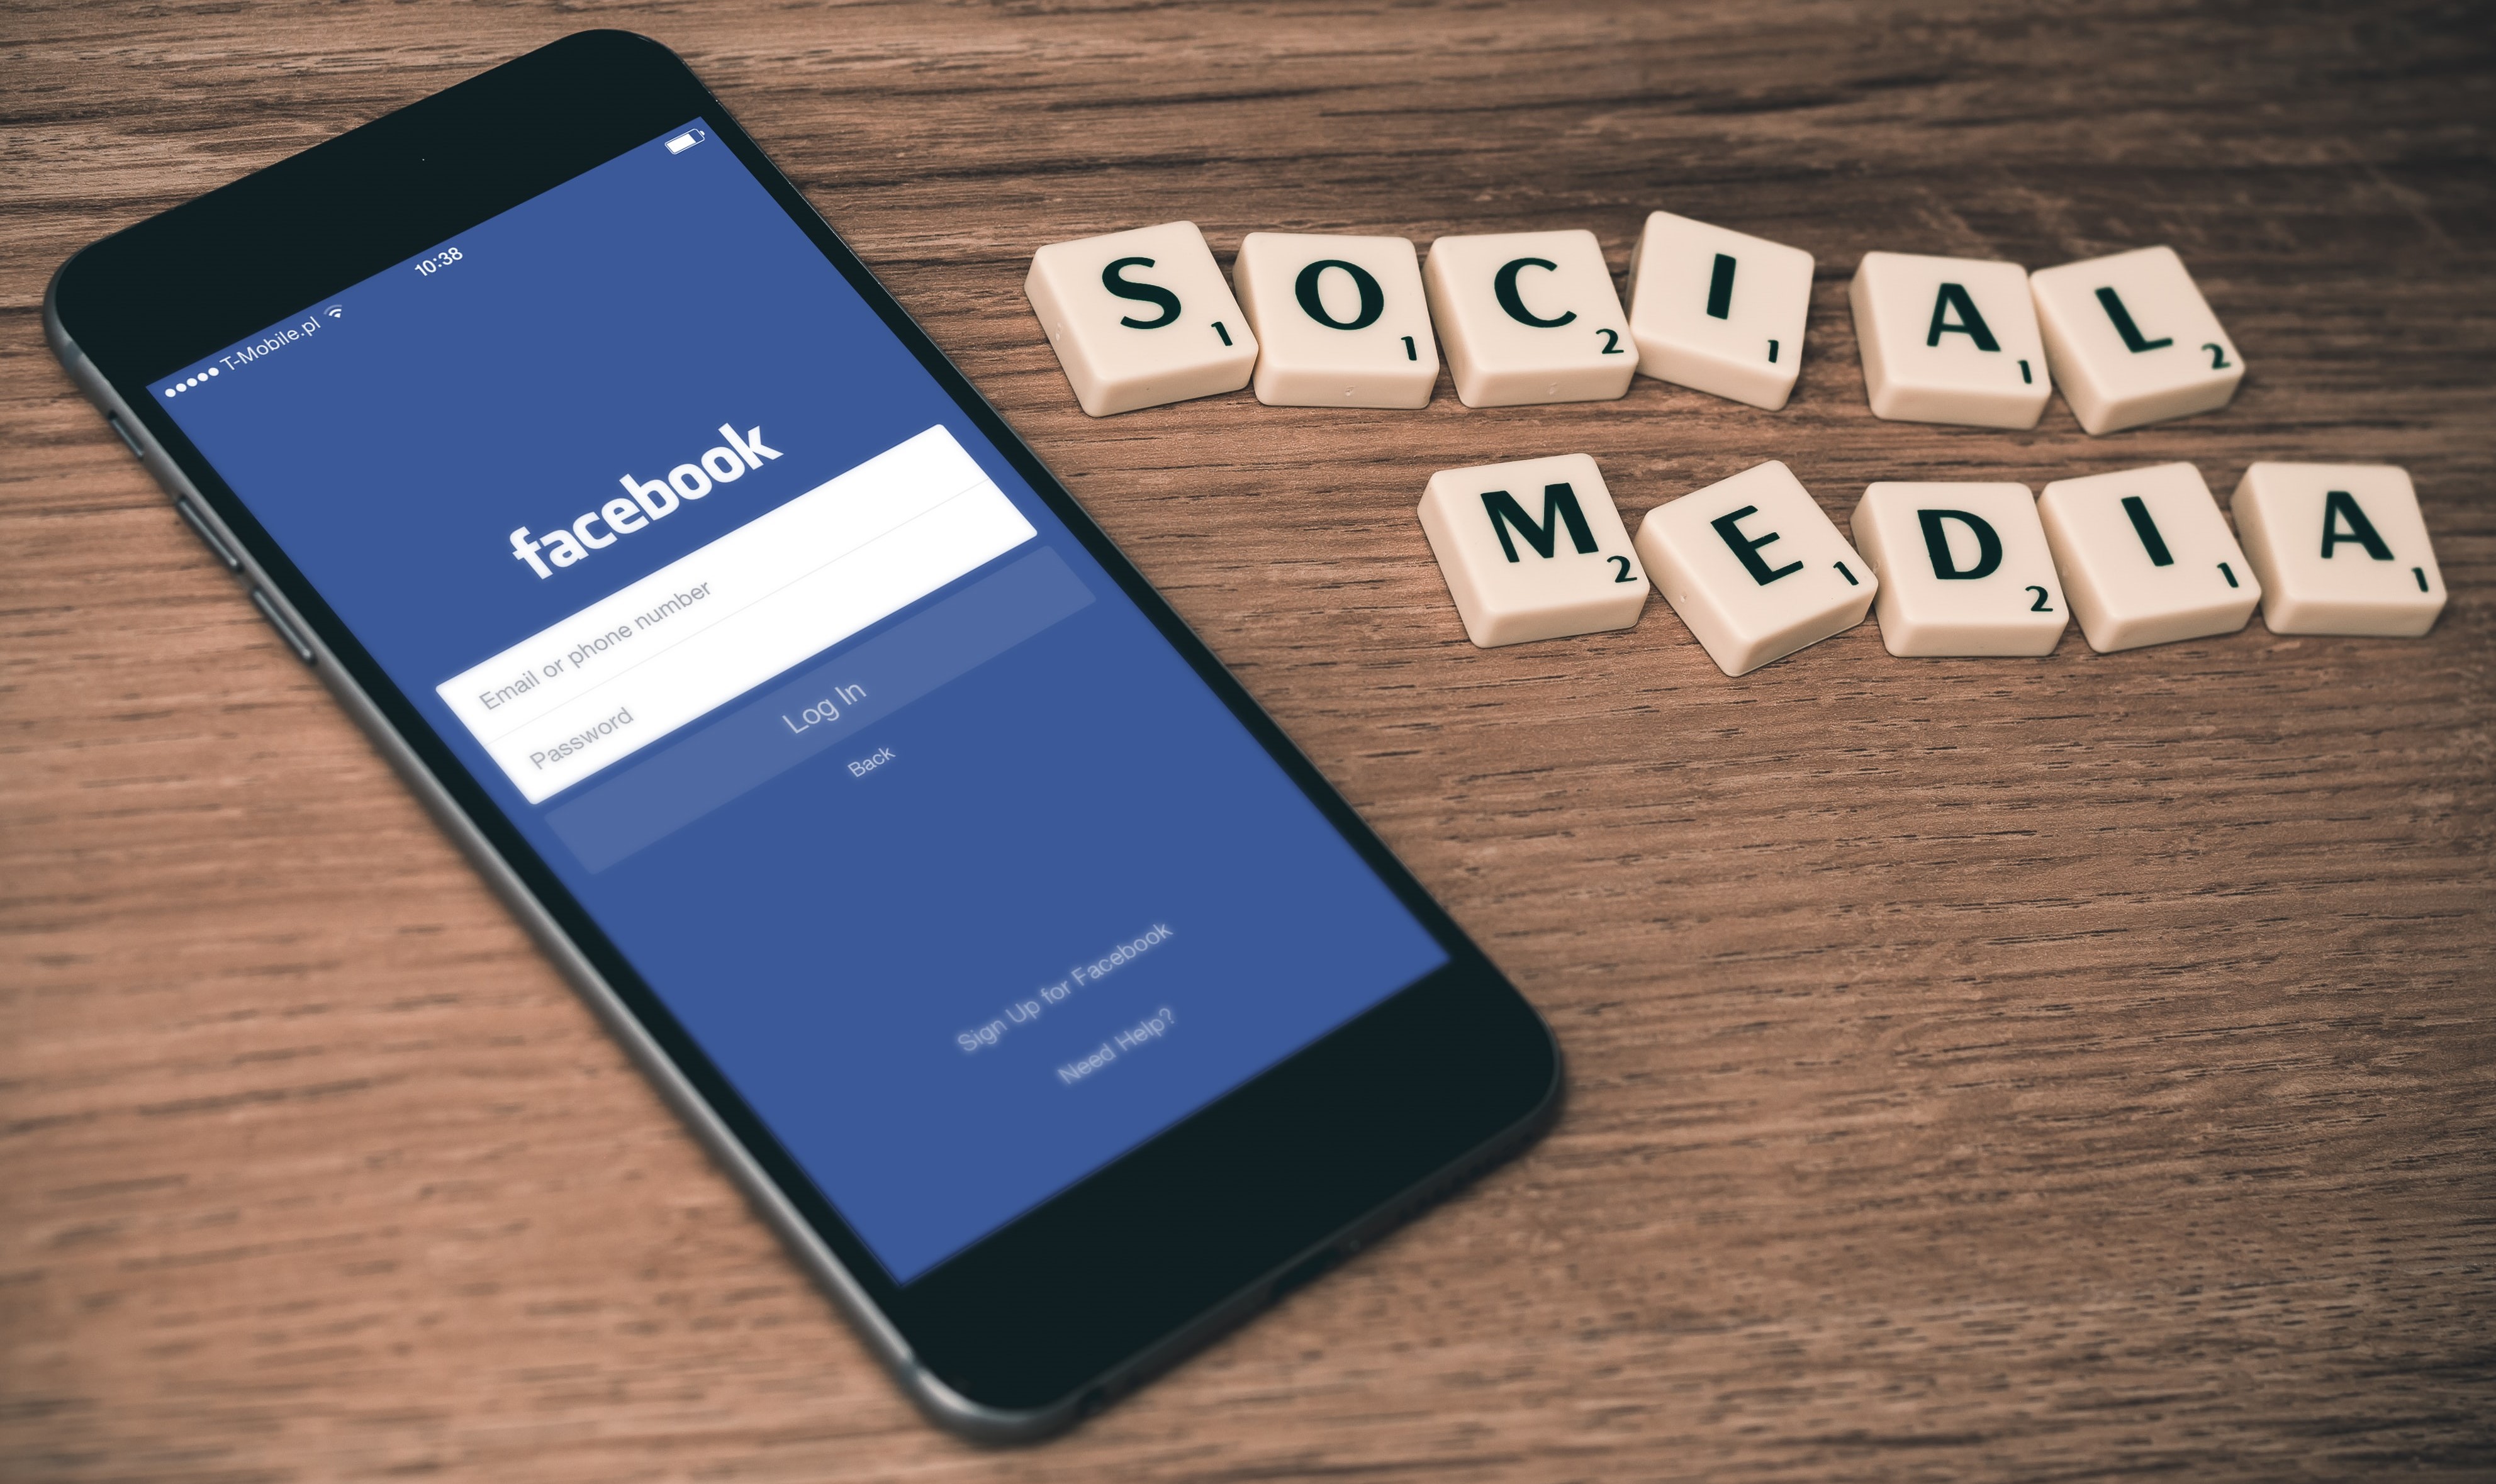 ●●●●● T-Mobile.pl 10:38
facebook
Email or phone number
Password
Log In
Back
Sign Up for Facebook
Need Help?
S1 O1 C2 I1 A1 L2
M2 E1 D2 I1 A1